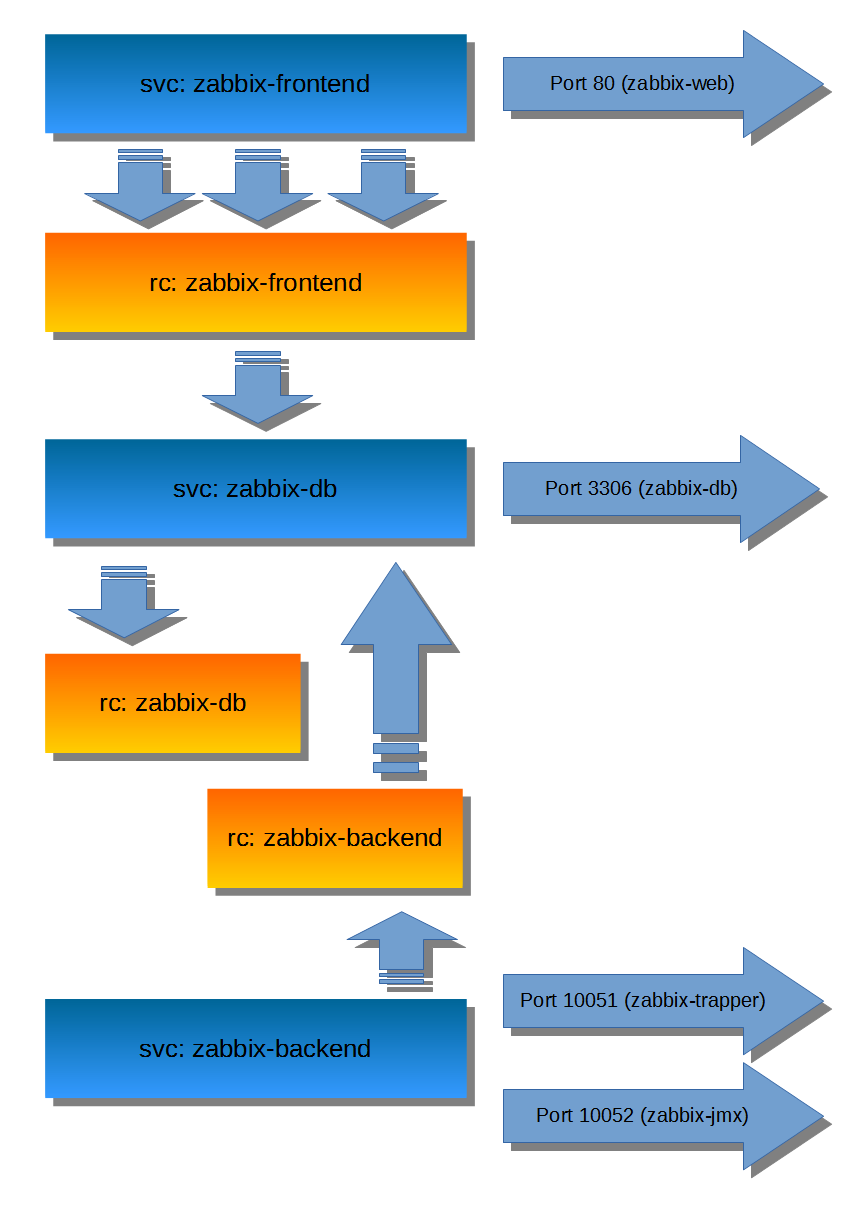 svc: zabbix-frontend
Port 80 (zabbix-web)
rc: zabbix-frontend
svc: zabbix-db
Port 3306 (zabbix-db)
rc: zabbix-db
rc: zabbix-backend
svc: zabbix-backend
Port 10051 (zabbix-trapper)
Port 10052 (zabbix-jmx)